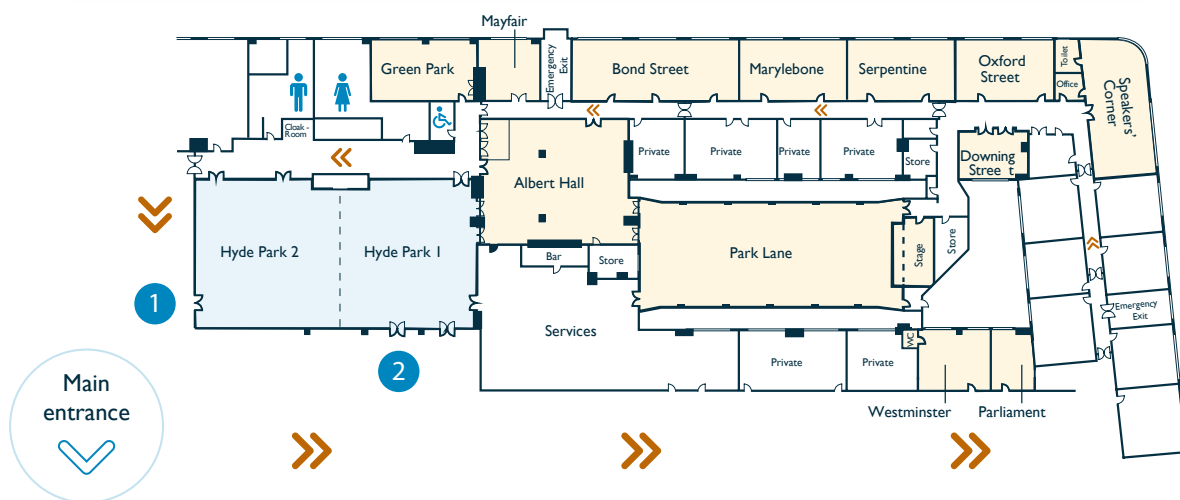 Mayfair
Green Park
Emergency
Exit
Bond Street
Marylebone
Serpentine
Oxford
Street
Toilet
Office
Speakers'
Corner
Cloak-
Room
Private
Private
Private
Private
Store
Downing
Stree t
Albert Hall
Hyde Park 2
Hyde Park 1
Park Lane
Stage
Store
Bar
Store
1
Services
Emergency
Exit
WC
Private
Private
2
Main
entrance
Westminster
Parliament